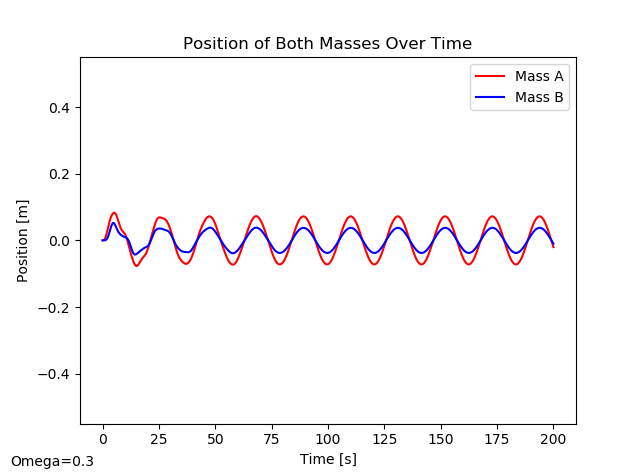 Position of Both Masses Over Time
Mass A
Mass B
Position [m]
0.4
0.2
0.0
−0.2
−0.4
0 25 50 75 100 125 150 175 200
Time [s]
Omega=0.3